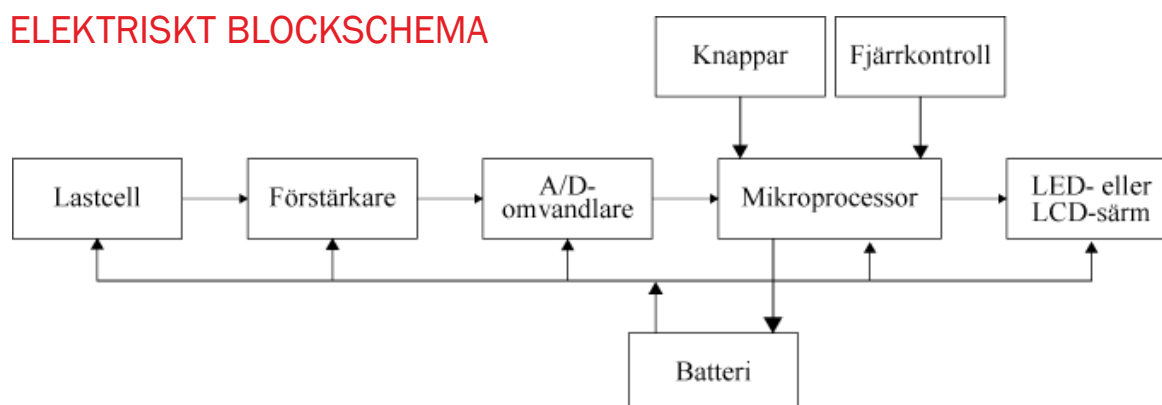 ELEKTRISKT BLOCKSCHEMA
Knappar
Fjärrkontroll
Lastcell
Förstärkare
A/D-
omvandlare
Mikroprocessor
LED- eller
LCD-särm
Batteri